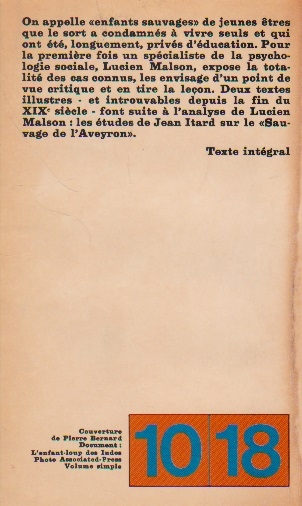 On appelle «enfants sauvages» de jeunes êtres
que le sort a condamnés à vivre seuls et qui
ont été, longuement, privés d'éducation. Pour
la première fois un spécialiste de la psycho-
logie sociale, Lucien Malson, expose la tota-
lité des cas connus, les envisage d'un point de
vue critique et en tire la leçon. Deux textes
illustres - et introuvables depuis la fin du
XIXᵉ siècle - font suite à l'analyse de Lucien
Malson : les études de Jean Itard sur le «Sau-
vage de l'Aveyron».
Texte intégral
Couverture
de Pierre Bernard
Document :
L'enfant-loup des Indes
Photo Associated-Press
Volume simple
10 18